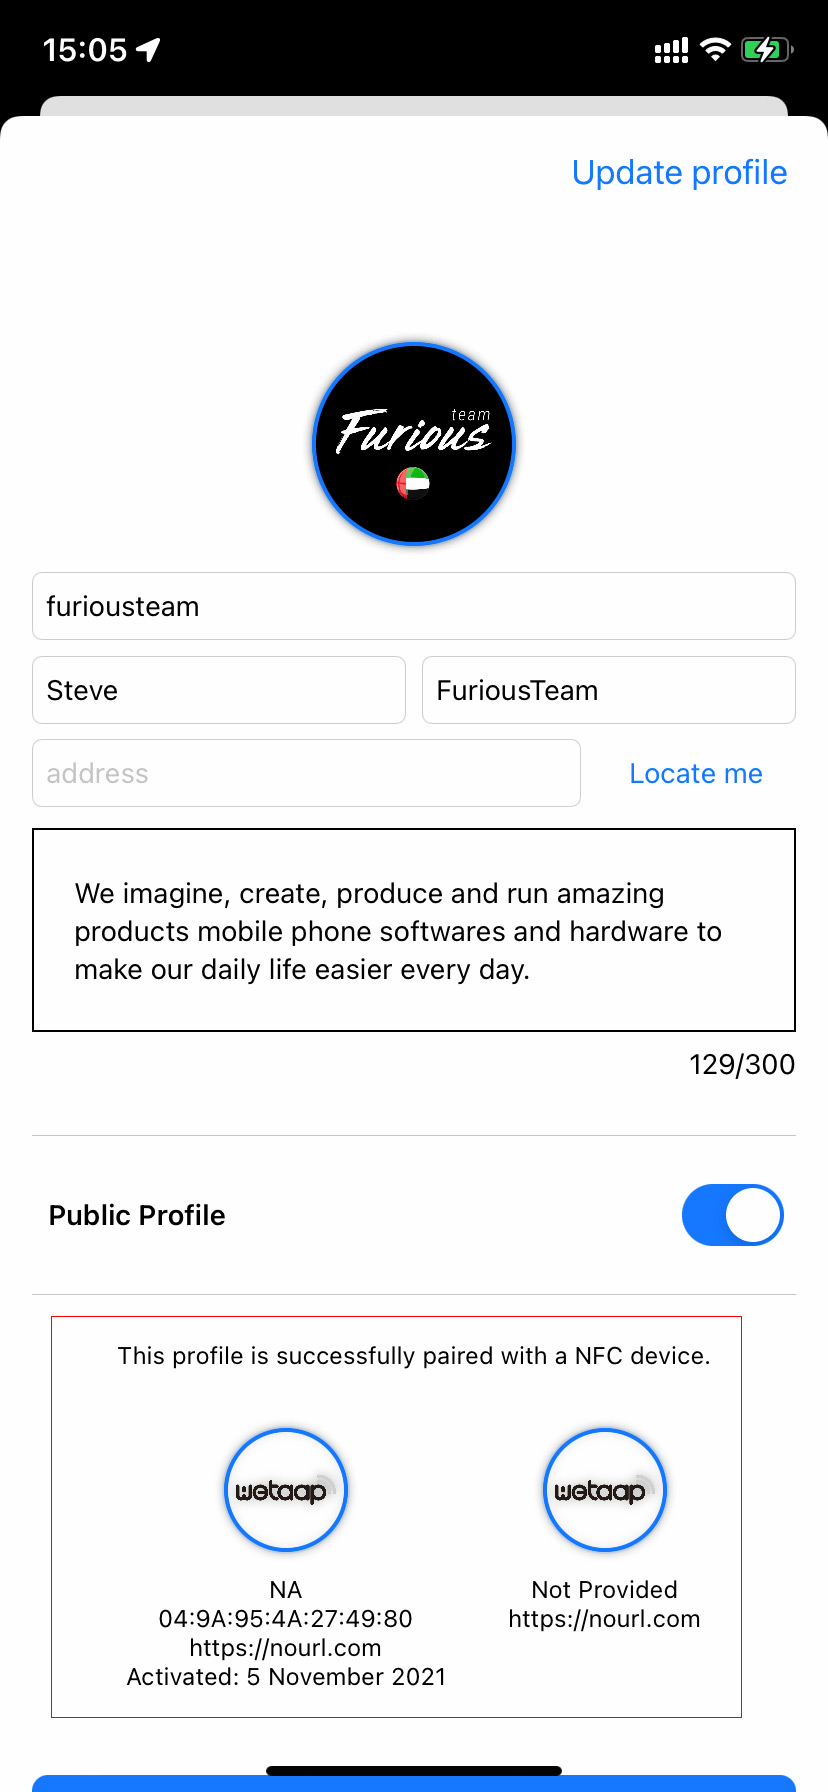 15:05
Update profile
team
Furious
furiousteam
Steve
FuriousTeam
address
Locate me
We imagine, create, produce and run amazing
products mobile phone softwares and hardware to
make our daily life easier every day.
129/300
Public Profile
This profile is successfully paired with a NFC device.
wetaap
wetaap
NA
04:9A:95:4A:27:49:80
https://nourl.com
Activated: 5 November 2021
Not Provided
https://nourl.com